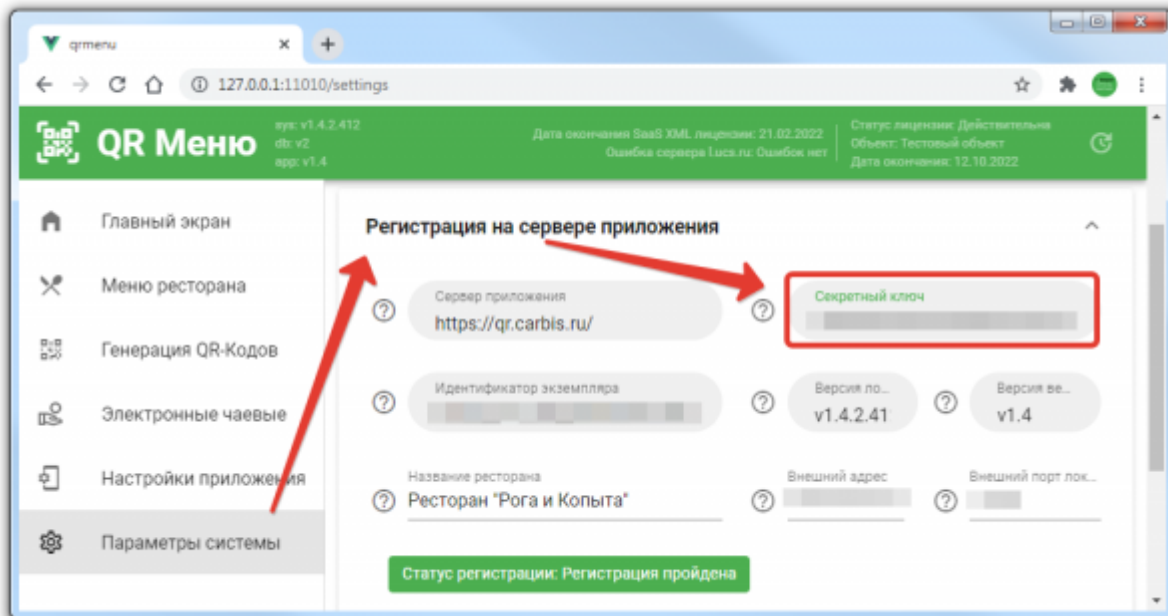 qrmenu
127.0.0.1:11010/settings
QR Меню
sys: v1.4.2.412
db: v2
app: v1.4
Дата окончания SaaS XML лицензии: 21.02.2022
Ошибка сервера l.ucs.ru: Ошибок нет
Статус лицензии: Действительна
Объект: Тестовый объект
Дата окончания: 12.10.2022
Главный экран
Меню ресторана
Генерация QR-Кодов
Электронные чаевые
Настройки приложения
Параметры системы
Регистрация на сервере приложения
Сервер приложения
https://qr.carbis.ru/
Секретный ключ
Идентификатор экземпляра
Версия ло...
v1.4.2.41
Версия ве...
v1.4
Название ресторана
Ресторан "Рога и Копыта"
Внешний адрес
Внешний порт лок...
Статус регистрации: Регистрация пройдена